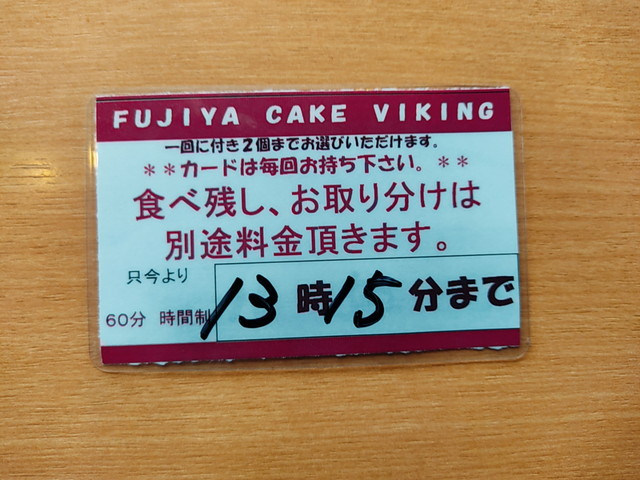 FUJIYA CAKE VIKING
一回に付き2個までお選びいただけます。
**カードは毎回お持ち下さい。**
食べ残し、お取り分けは
別途料金頂きます。
只今より
60分 時間制 13時15分まで